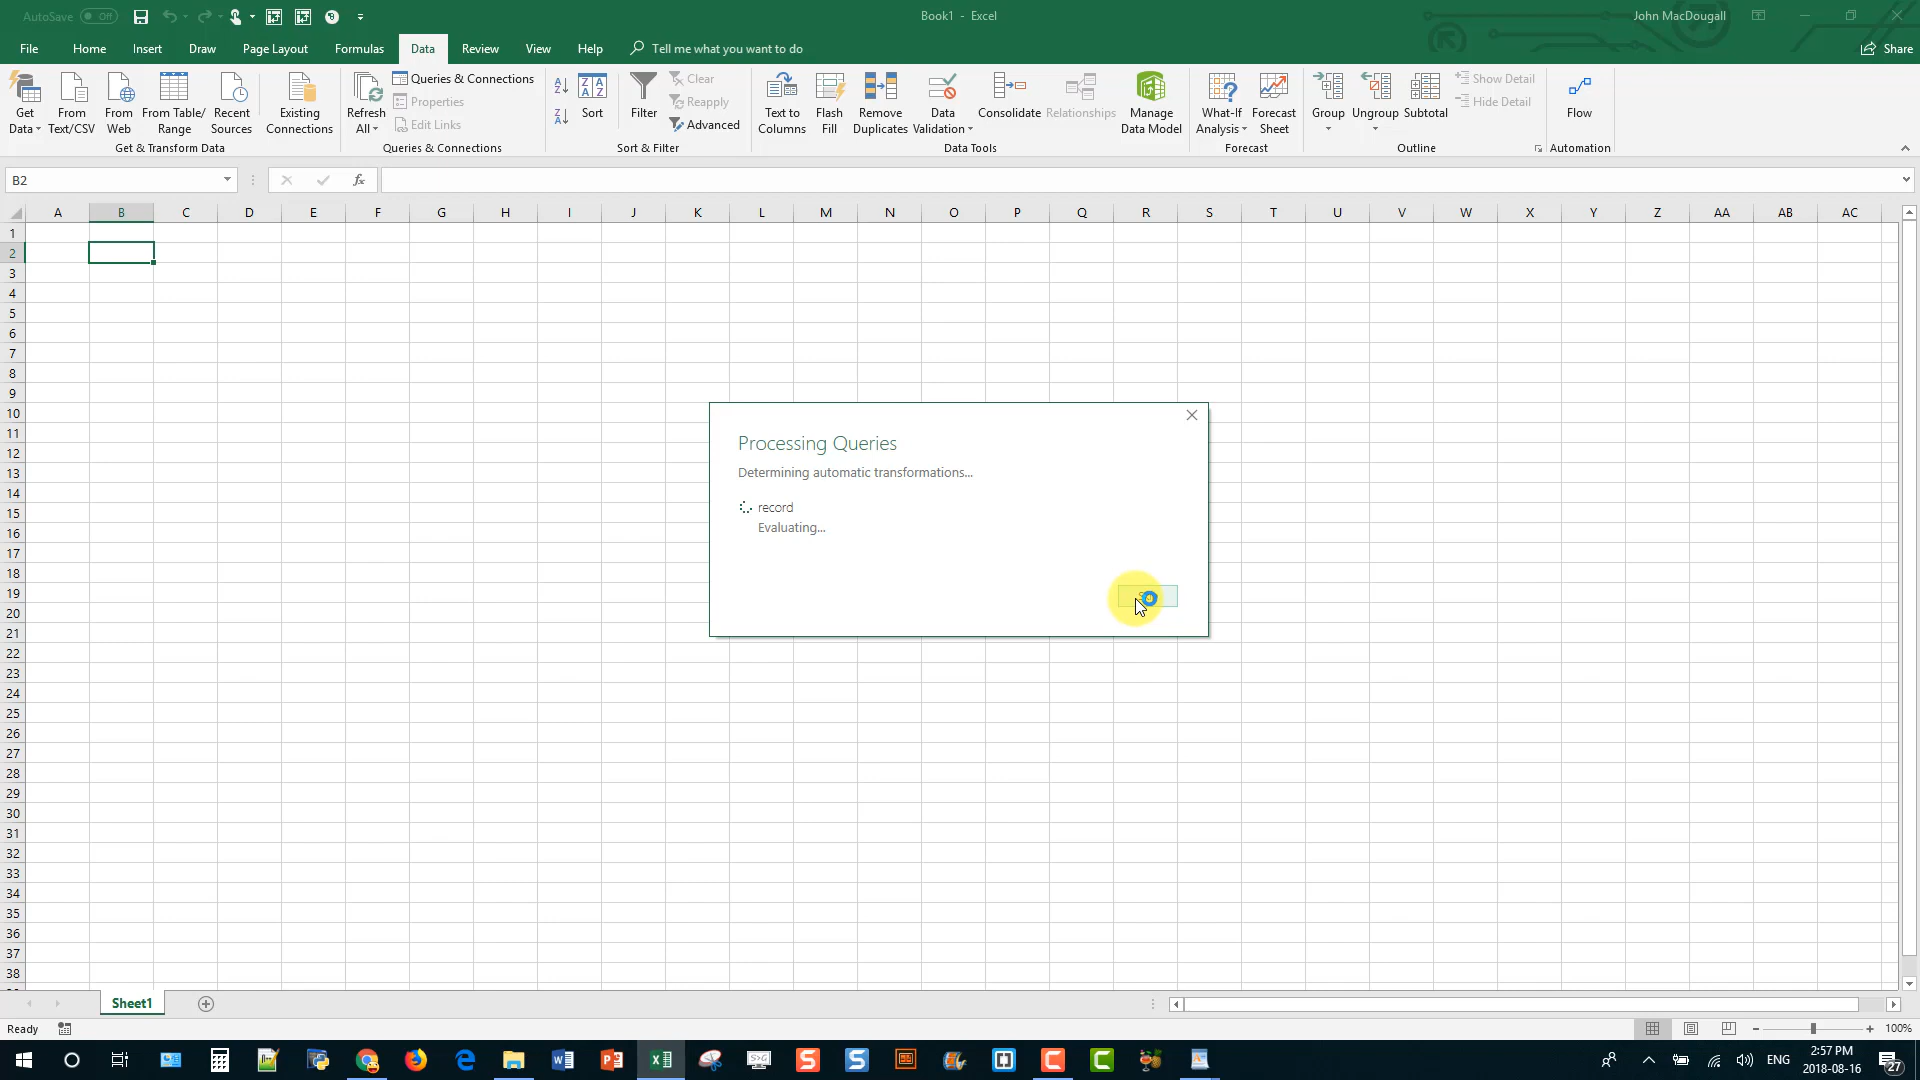 AutoSave Off
Book1 - Excel
John MacDougall
File Home Insert Draw Page Layout Formulas Data Review View Help Tell me what you want to do
Share
Get Data
From Text/CSV
From Web
From Table/ Range
Recent Sources
Existing Connections
Get & Transform Data
Refresh All
Queries & Connections
Properties
Edit Links
Queries & Connections
Sort
Filter
Clear
Reapply
Advanced
Sort & Filter
Text to Columns
Flash Fill
Remove Duplicates
Data Validation
Consolidate
Relationships
Manage Data Model
Data Tools
What-If Analysis
Forecast Sheet
Forecast
Group
Ungroup
Subtotal
Show Detail
Hide Detail
Outline
Flow
Automation
B2
fx
A B C D E F G H I J K L M N O P Q R S T U V W X Y Z AA AB AC
1
2
3
4
5
6
7
8
9
10
11
12
13
14
15
16
17
18
19
20
21
22
23
24
25
26
27
28
29
30
31
32
33
34
35
36
37
38
Processing Queries
Determining automatic transformations...
record
Evaluating...
Sheet1
Ready
100%
ENG
2:57 PM
2018-08-16
27